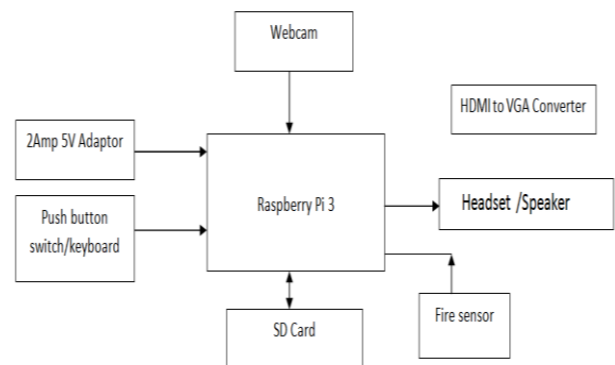 Webcam
HDMI to VGA Converter
2Amp 5V Adaptor
Push button
switch/keyboard
Raspberry Pi 3
Headset /Speaker
SD Card
Fire sensor